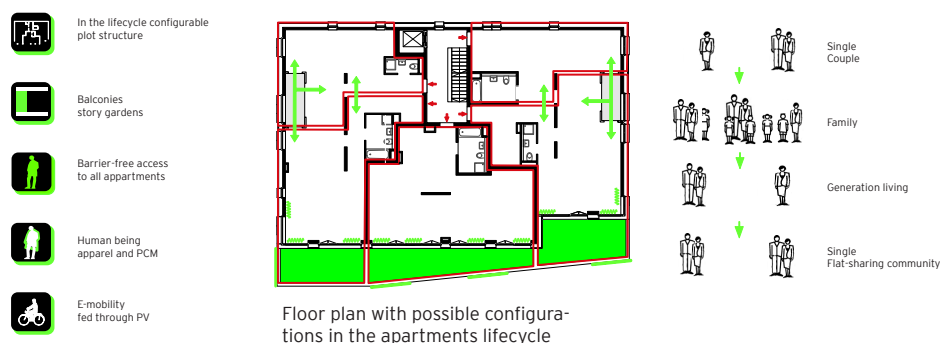 In the lifecycle configurable
plot structure
Balconies
story gardens
Barrier-free access
to all appartments
Human being
apparel and PCM
E-mobility
fed through PV
Floor plan with possible configura-
tions in the apartments lifecycle
Single
Couple
Family
Generation living
Single
Flat-sharing community